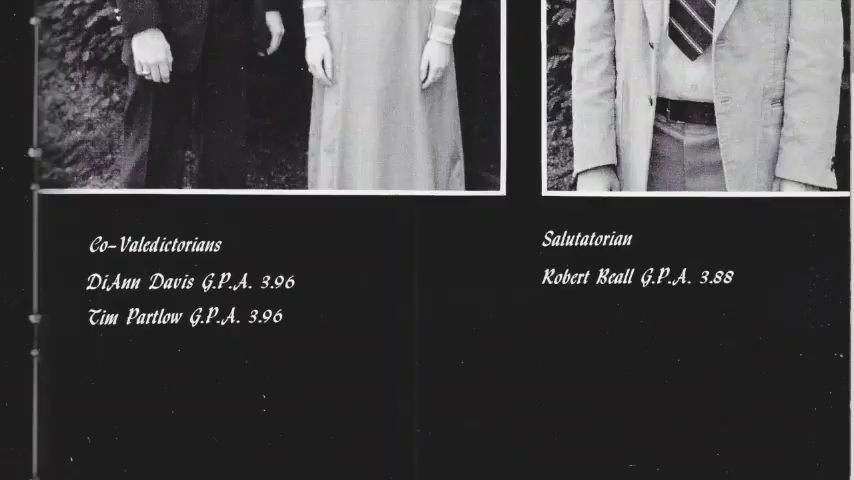 Co-Valedictorians
DiAnn Davis G.P.A. 3.96
Tim Partlow G.P.A. 3.96
Salutatorian
Robert Beall G.P.A. 3.88